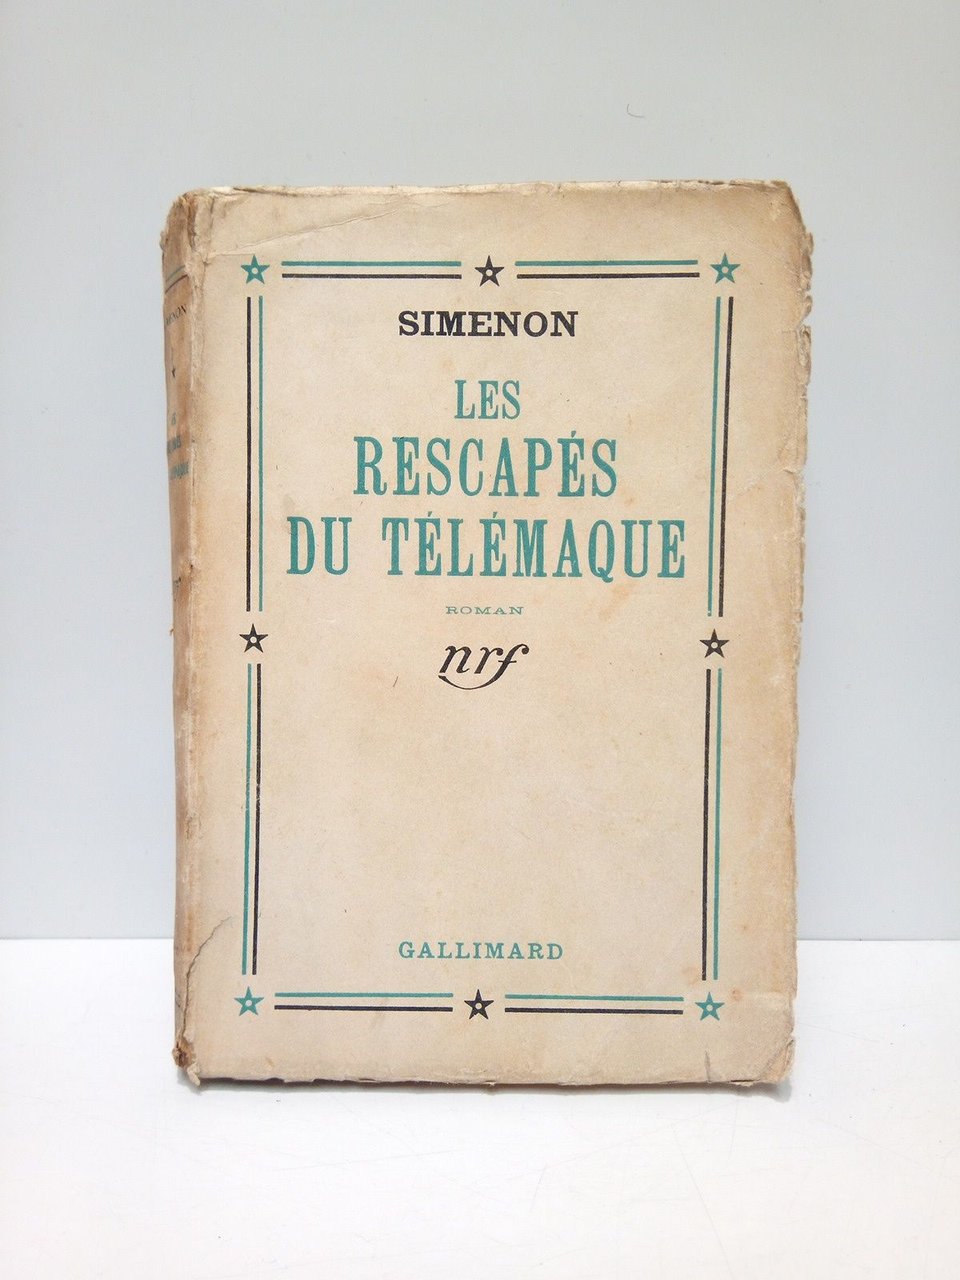 SIMENON
LES
RESCAPÉS
DU TÉLÉMAQUE
ROMAN
nrf
GALLIMARD